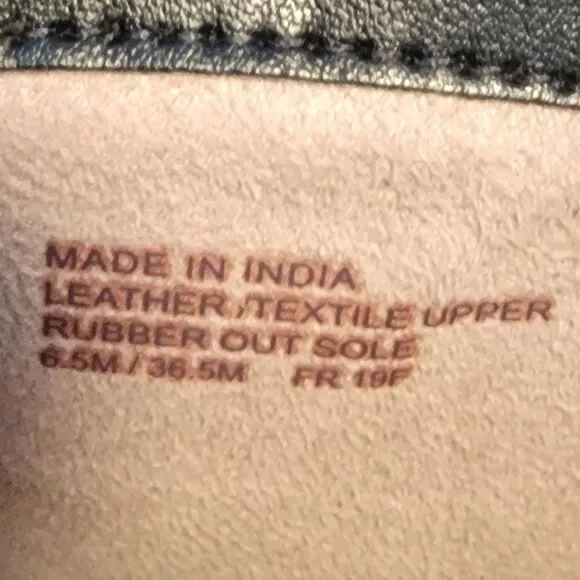 MADE IN INDIA
LEATHER,TEXTILE UPPER
RUBBER OUT SOLE
6.5M / 36.5M FR 19F